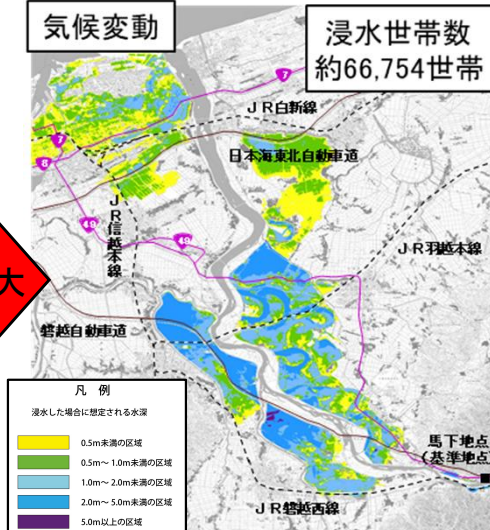 気候変動
浸水世帯数
約66,754世帯
7
JR白新線
7
8
日本海東北自動車道
JR信越本線
49
49
JR羽越本線
大
磐越自動車道
凡 例
浸水した場合に想定される水深
0.5m未満の区域
0.5m～1.0m未満の区域
1.0m～2.0m未満の区域
2.0m～5.0m未満の区域
5.0m以上の区域
馬下地点
(基準地点)
JR磐越西線